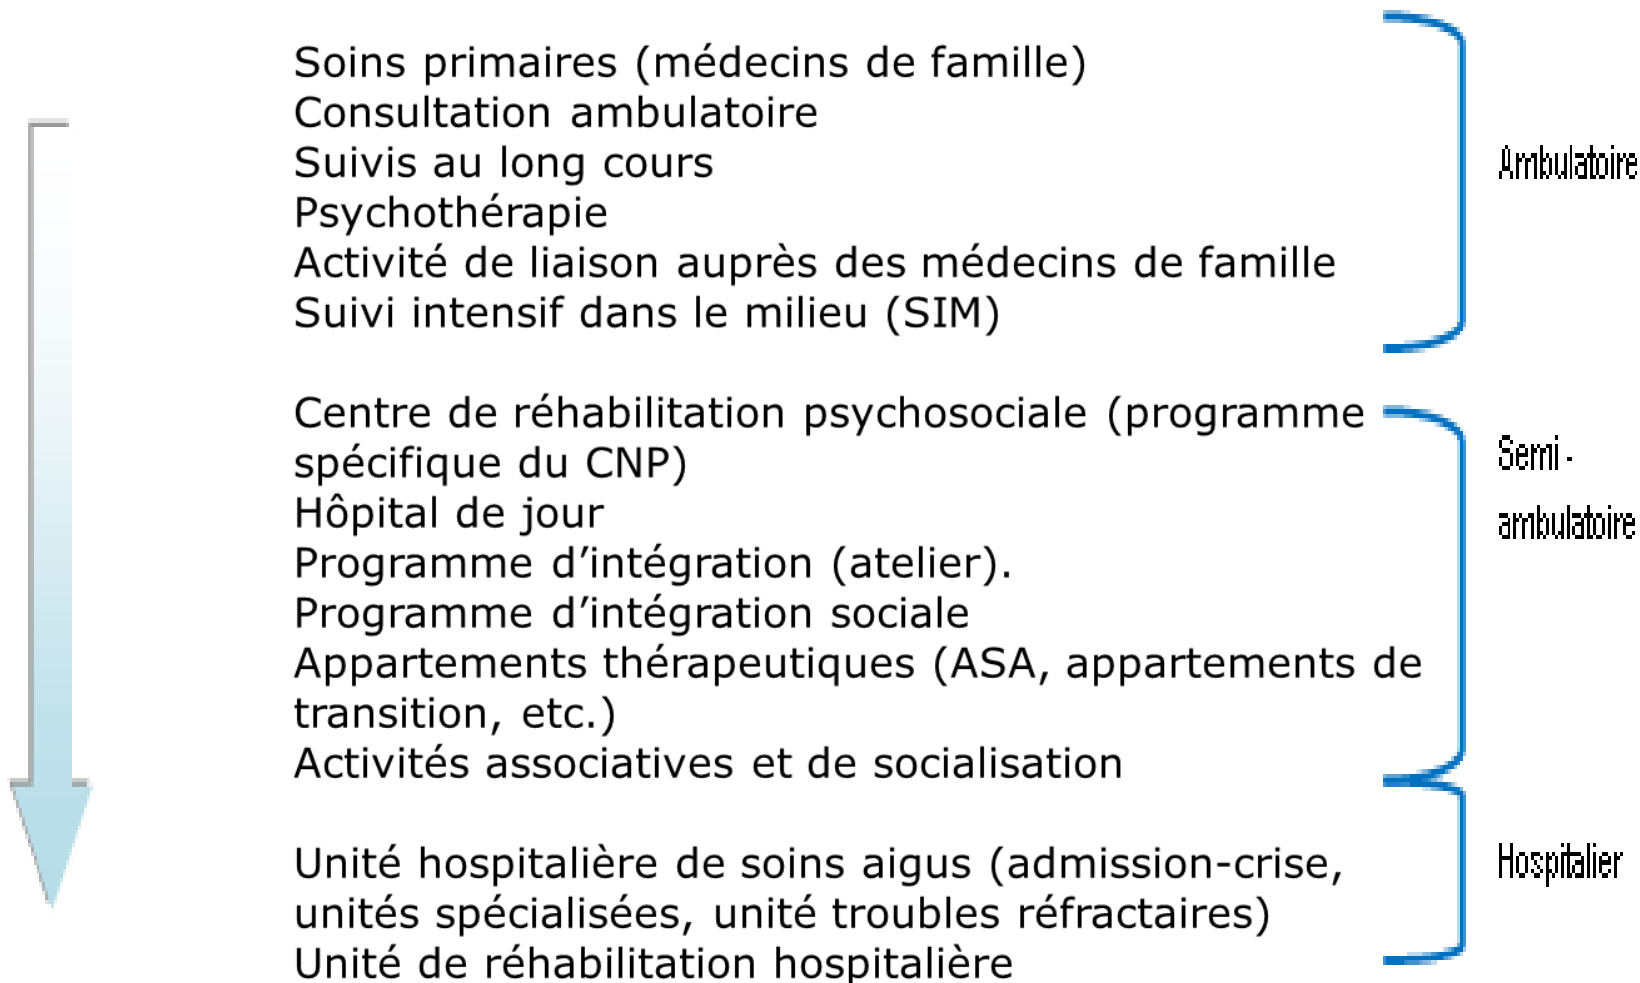 Soins primaires (médecins de famille)
Consultation ambulatoire
Suivis au long cours
Psychothérapie
Activité de liaison auprès des médecins de famille
Suivi intensif dans le milieu (SIM)
Ambulatoire
Centre de réhabilitation psychosociale (programme
spécifique du CNP)
Hôpital de jour
Programme d’intégration (atelier).
Programme d’intégration sociale
Appartements thérapeutiques (ASA, appartements de
transition, etc.)
Activités associatives et de socialisation
Semi -
ambulatoire
Unité hospitalière de soins aigus (admission-crise,
unités spécialisées, unité troubles réfractaires)
Unité de réhabilitation hospitalière
Hospitalier